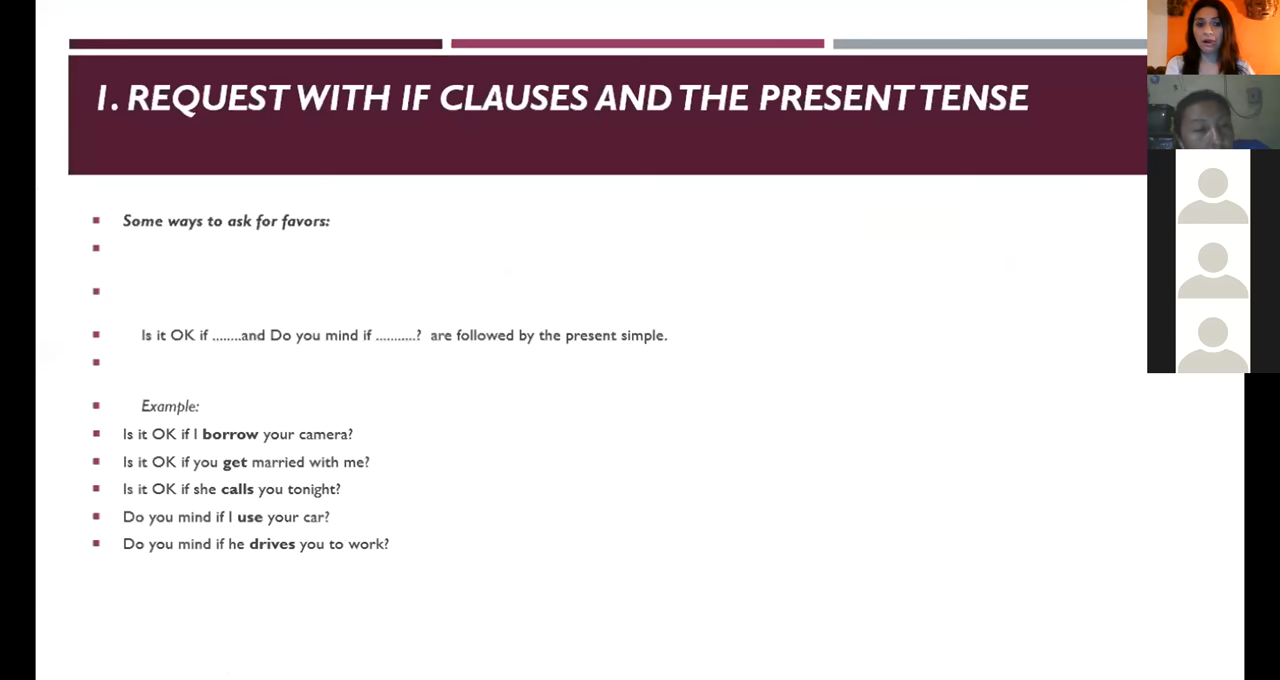 1. REQUEST WITH IF CLAUSES AND THE PRESENT TENSE
Some ways to ask for favors:
Is it OK if ........and Do you mind if ...........? are followed by the present simple.
Example:
Is it OK if I borrow your camera?
Is it OK if you get married with me?
Is it OK if she calls you tonight?
Do you mind if I use your car?
Do you mind if he drives you to work?